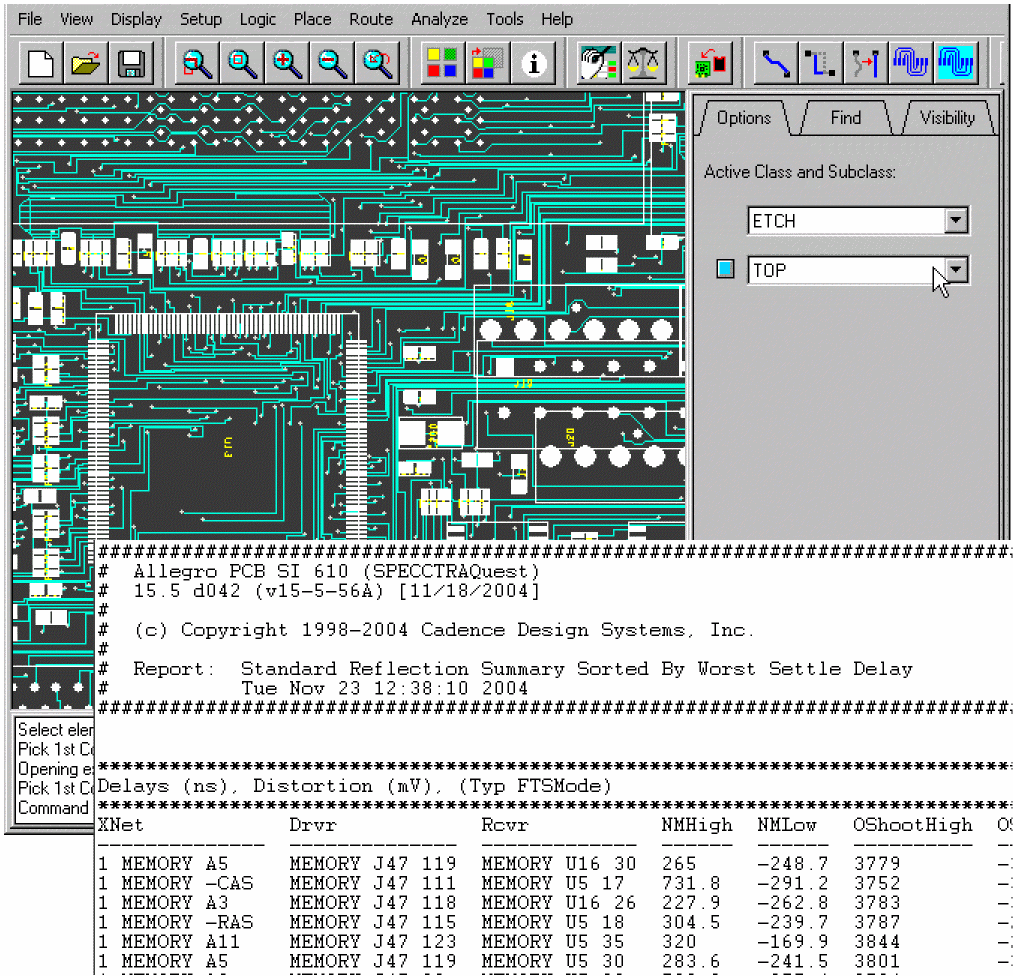 File View Display Setup Logic Place Route Analyze Tools Help
Options Find Visibility
Active Class and Subclass:
ETCH
TOP
################################################################################
# Allegro PCB SI 610 (SPECCTRAQuest)
# 15.5 d042 (v15-5-56A) [11/18/2004]
#
# (c) Copyright 1998-2004 Cadence Design Systems, Inc.
#
# Report: Standard Reflection Summary Sorted By Worst Settle Delay
# Tue Nov 23 12:38:10 2004
################################################################################
Select eler
Pick 1st Co
Opening e
Pick 1st Co
Command
********************************************************************************
Delays (ns), Distortion (mV), (Typ FTSMode)
********************************************************************************
XNet Drvr Rcvr NMHigh NMLow OShootHigh
1 MEMORY A5 MEMORY J47 119 MEMORY U16 30 265 -248.7 3779
1 MEMORY -CAS MEMORY J47 111 MEMORY U5 17 731.8 -291.2 3752
1 MEMORY A3 MEMORY J47 118 MEMORY U16 26 227.9 -262.8 3783
1 MEMORY -RAS MEMORY J47 115 MEMORY U5 18 304.5 -239.7 3787
1 MEMORY A11 MEMORY J47 123 MEMORY U5 35 320 -169.9 3844
1 MEMORY A5 MEMORY J47 119 MEMORY U5 30 283.6 -241.5 3801